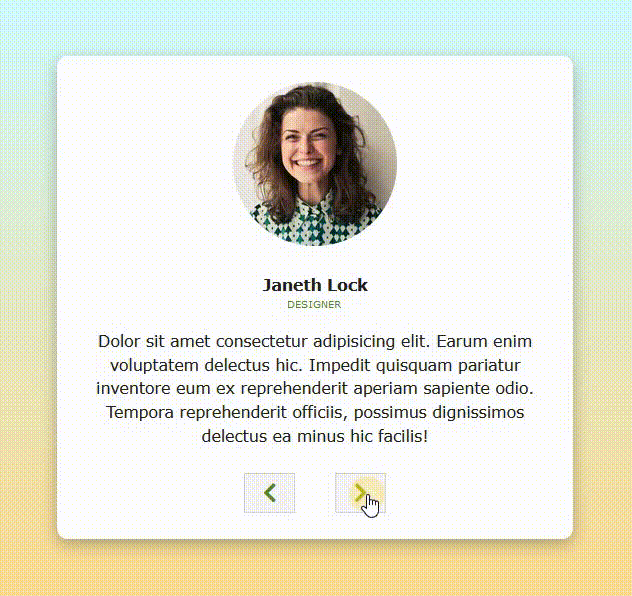 Janeth Lock
DESIGNER
Dolor sit amet consectetur adipisicing elit. Earum enim
voluptatem delectus hic. Impedit quisquam pariatur
inventore eum ex reprehenderit aperiam sapiente odio.
Tempora reprehenderit officiis, possimus dignissimos
delectus ea minus hic facilis!